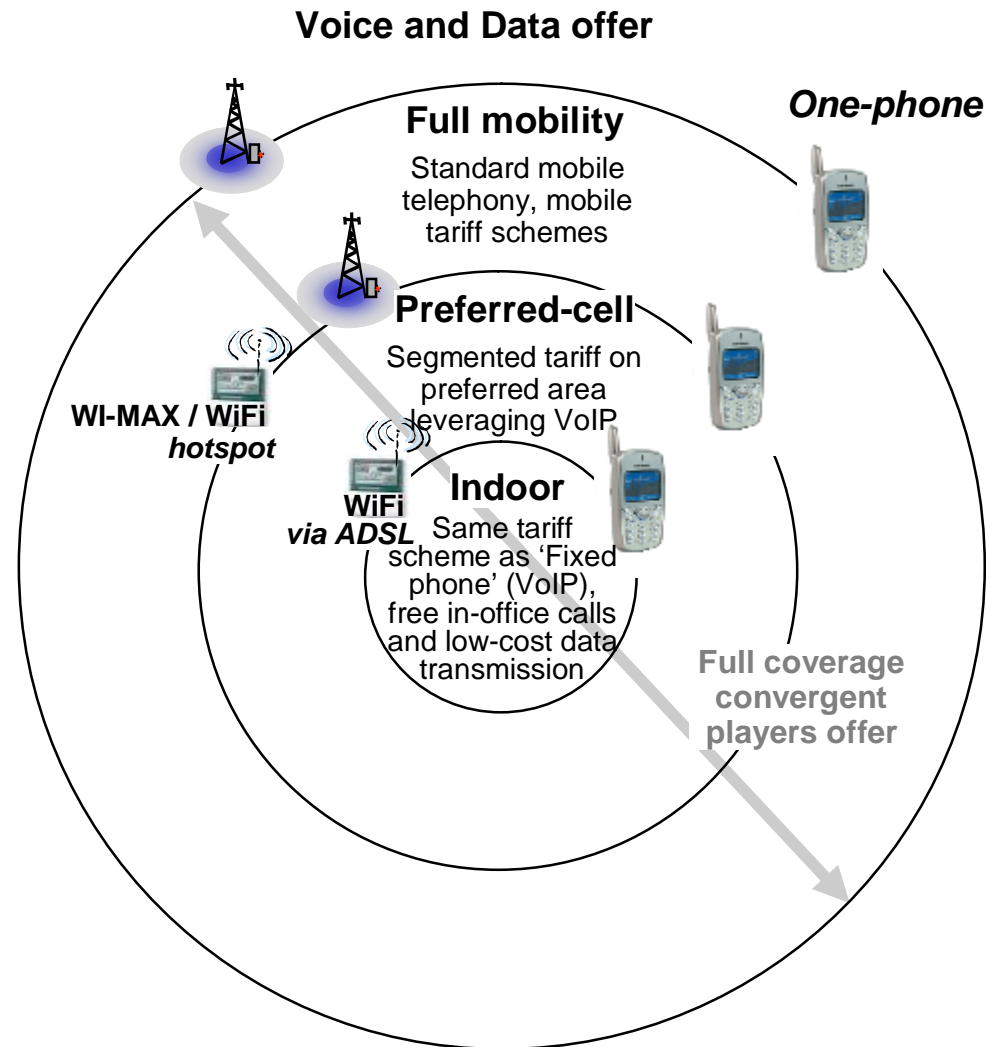 Voice and Data offer
One-phone
Full mobility
Standard mobile
telephony, mobile
tariff schemes
Preferred-cell
Segmented tariff on
preferred area
leveraging VoIP
WI-MAX / WiFi
hotspot
WiFi
via ADSL
Indoor
Same tariff
scheme as ‘Fixed
phone’ (VoIP),
free in-office calls
and low-cost data
transmission
Full coverage
convergent
players offer